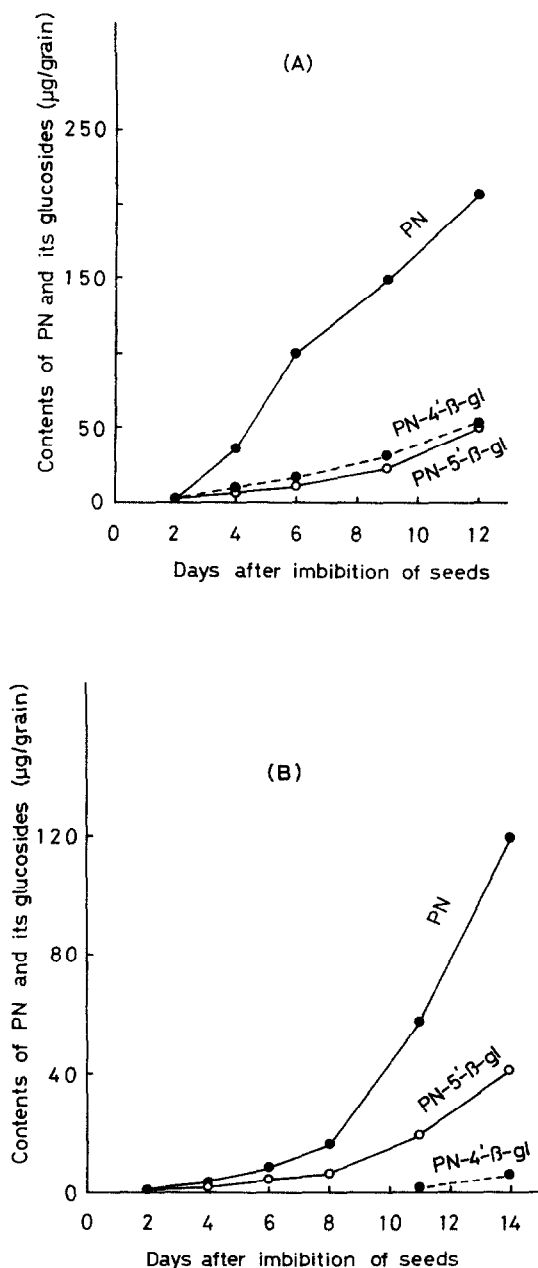 (A)
Contents of PN and its glucosides (µg/grain)
250
150
50
0
PN
PN-4'-β-gl
PN-5'-β-gl
0 2 4 6 8 10 12
Days after imbibition of seeds
(B)
Contents of PN and its glucosides (µg/grain)
120
80
40
0
PN
PN-5'-β-gl
PN-4'-β-gl
0 2 4 6 8 10 12 14
Days after imbibition of seeds